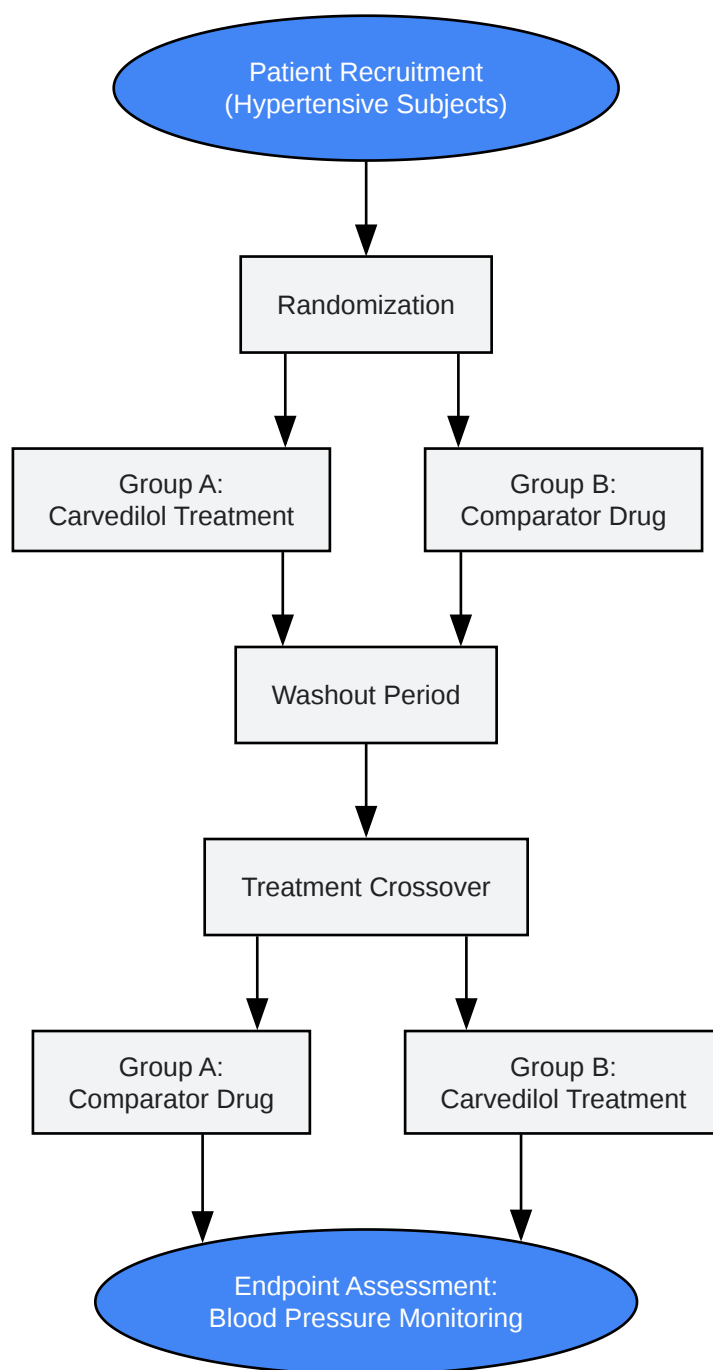 Patient Recruitment
(Hypertensive Subjects)
Randomization
Group A:
Carvedilol Treatment
Group B:
Comparator Drug
Washout Period
Treatment Crossover
Group A:
Comparator Drug
Group B:
Carvedilol Treatment
Endpoint Assessment:
Blood Pressure Monitoring